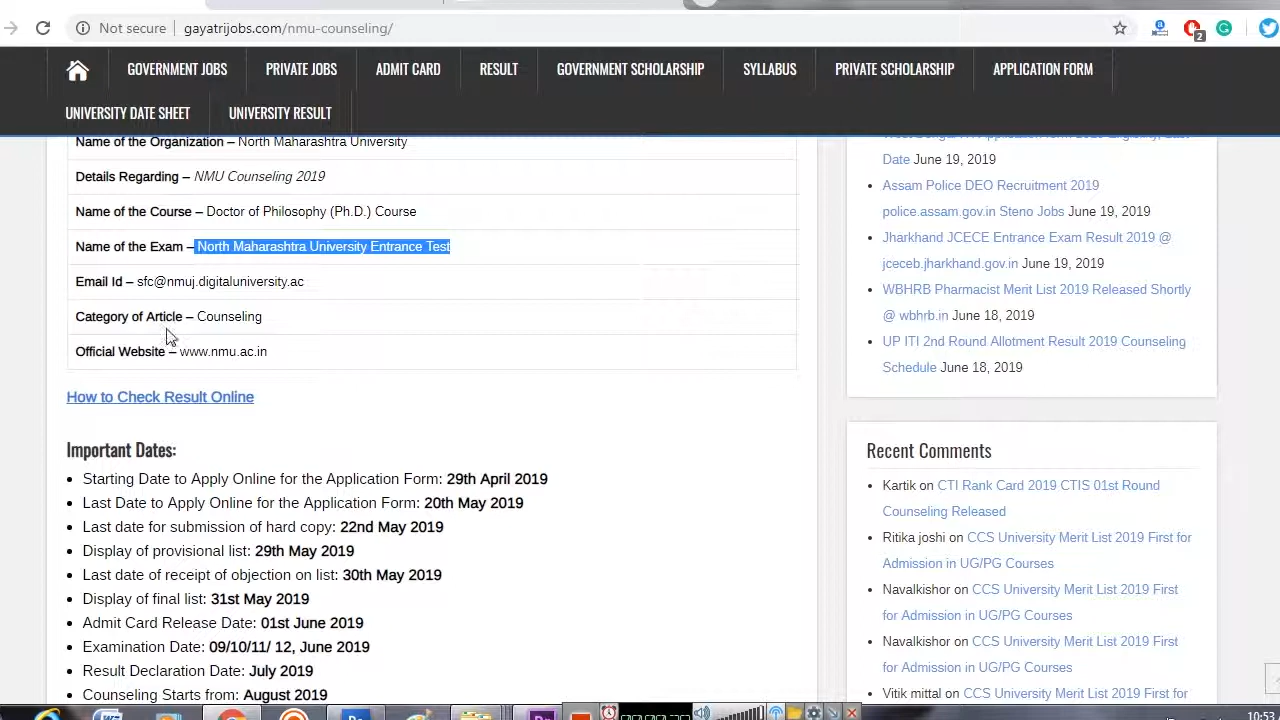 Not secure | gayatrijobs.com/nmu-counseling/
2
GOVERNMENT JOBS
PRIVATE JOBS
ADMIT CARD
RESULT
GOVERNMENT SCHOLARSHIP
SYLLABUS
PRIVATE SCHOLARSHIP
APPLICATION FORM
UNIVERSITY DATE SHEET
UNIVERSITY RESULT
Name of the Organization – North Maharashtra University
Details Regarding – NMU Counseling 2019
Name of the Course – Doctor of Philosophy (Ph.D.) Course
Name of the Exam – North Maharashtra University Entrance Test
Email Id – sfc@nmuj.digitaluniversity.ac
Category of Article – Counseling
Official Website – www.nmu.ac.in
How to Check Result Online
Important Dates:
Starting Date to Apply Online for the Application Form: 29th April 2019
Last Date to Apply Online for the Application Form: 20th May 2019
Last date for submission of hard copy: 22nd May 2019
Display of provisional list: 29th May 2019
Last date of receipt of objection on list: 30th May 2019
Display of final list: 31st May 2019
Admit Card Release Date: 01st June 2019
Examination Date: 09/10/11/ 12, June 2019
Result Declaration Date: July 2019
Counseling Starts from: August 2019
Date June 19, 2019
Assam Police DEO Recruitment 2019
police.assam.gov.in Steno Jobs June 19, 2019
Jharkhand JCECE Entrance Exam Result 2019 @
jceceb.jharkhand.gov.in June 19, 2019
WBHRB Pharmacist Merit List 2019 Released Shortly
@ wbhrb.in June 18, 2019
UP ITI 2nd Round Allotment Result 2019 Counseling
Schedule June 18, 2019
Recent Comments
Kartik on CTI Rank Card 2019 CTIS 01st Round
Counseling Released
Ritika joshi on CCS University Merit List 2019 First for
Admission in UG/PG Courses
Navalkishor on CCS University Merit List 2019 First
for Admission in UG/PG Courses
Navalkishor on CCS University Merit List 2019 First
for Admission in UG/PG Courses
Vitik mittal on CCS University Merit List 2019 First for
10:52